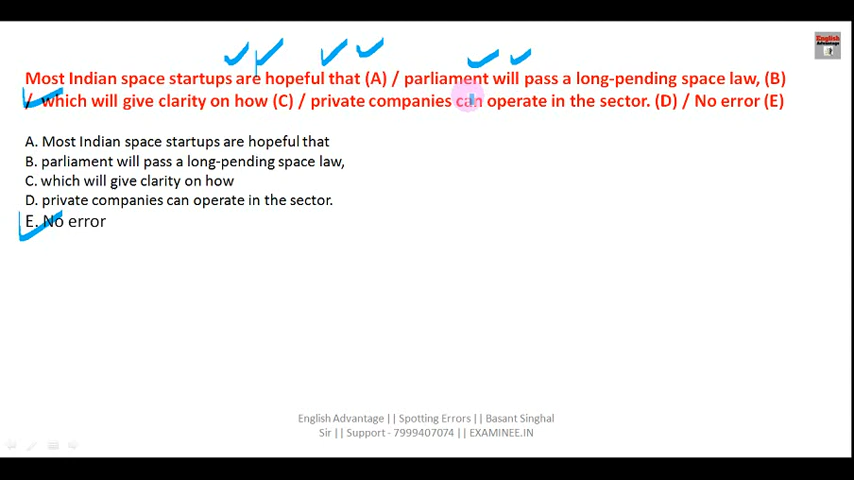 English
Advantage
Most Indian space startups are hopeful that (A) / parliament will pass a long-pending space law, (B)
/ which will give clarity on how (C) / private companies can operate in the sector. (D) / No error (E)
A. Most Indian space startups are hopeful that
B. parliament will pass a long-pending space law,
C. which will give clarity on how
D. private companies can operate in the sector.
E. No error
English Advantage || Spotting Errors || Basant Singhal
Sir || Support - 7999407074 || EXAMINEE.IN